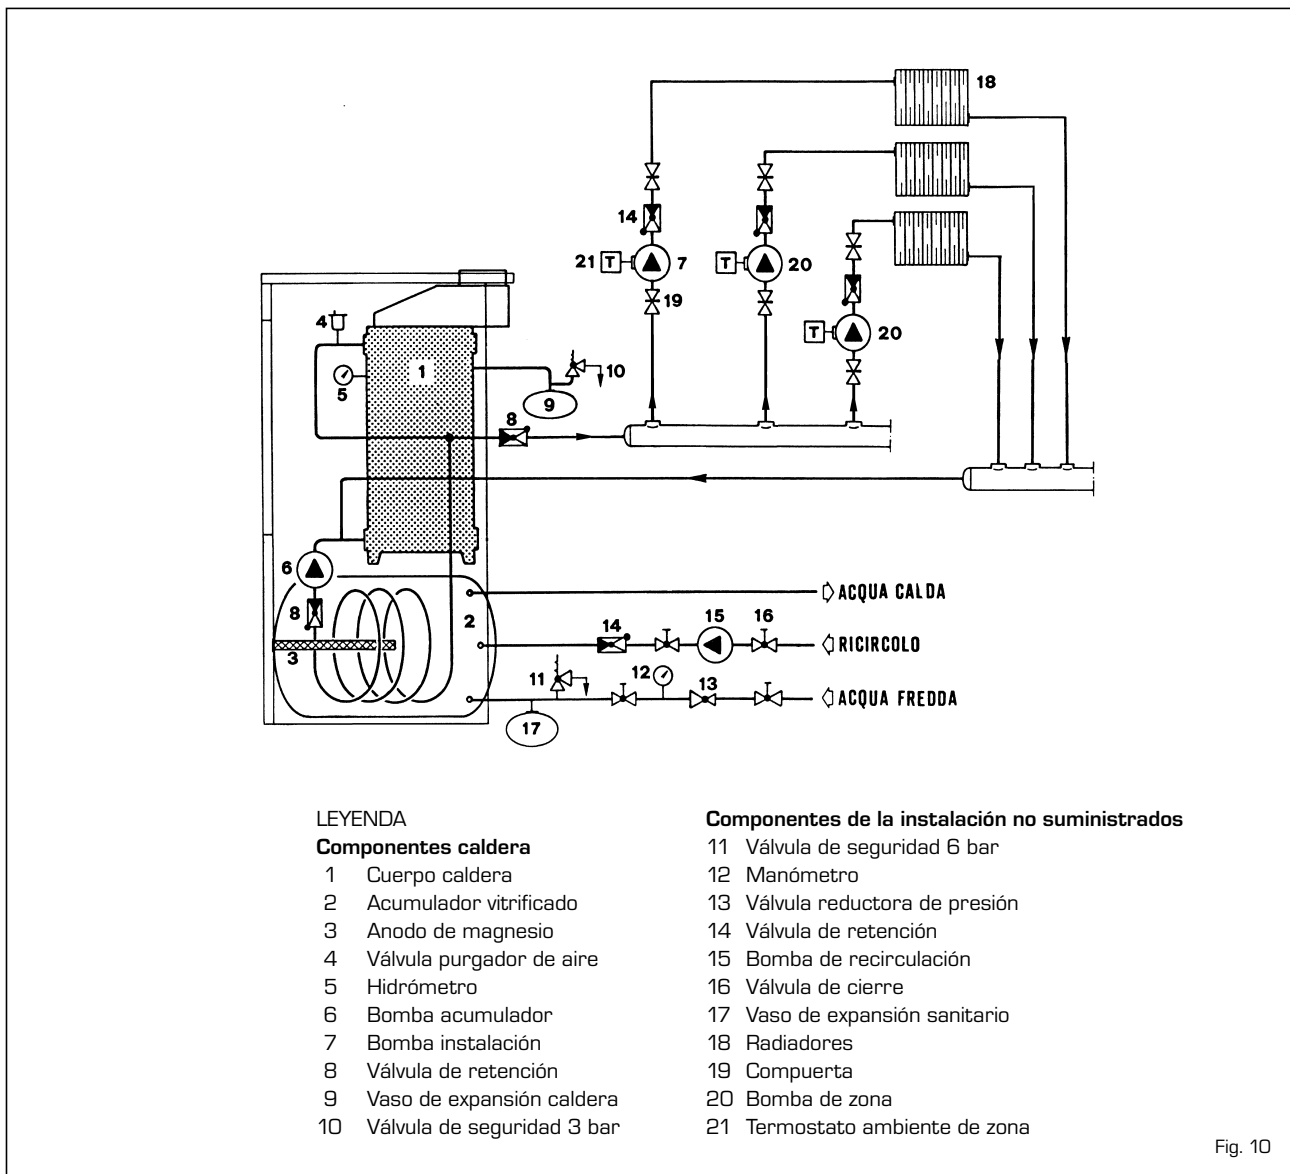 18
14
21 T 7
T 20
19
4
T 20
1
10
5
9
8
6
ACQUA CALDA
8
2
14
15
16
RICIRCOLO
3
11
12
13
ACQUA FREDDA
17
LEYENDA
Componentes caldera
1 Cuerpo caldera
2 Acumulador vitrificado
3 Anodo de magnesio
4 Válvula purgador de aire
5 Hidrómetro
6 Bomba acumulador
7 Bomba instalación
8 Válvula de retención
9 Vaso de expansión caldera
10 Válvula de seguridad 3 bar
Componentes de la instalación no suministrados
11 Válvula de seguridad 6 bar
12 Manómetro
13 Válvula reductora de presión
14 Válvula de retención
15 Bomba de recirculación
16 Válvula de cierre
17 Vaso de expansión sanitario
18 Radiadores
19 Compuerta
20 Bomba de zona
21 Termostato ambiente de zona
Fig. 10